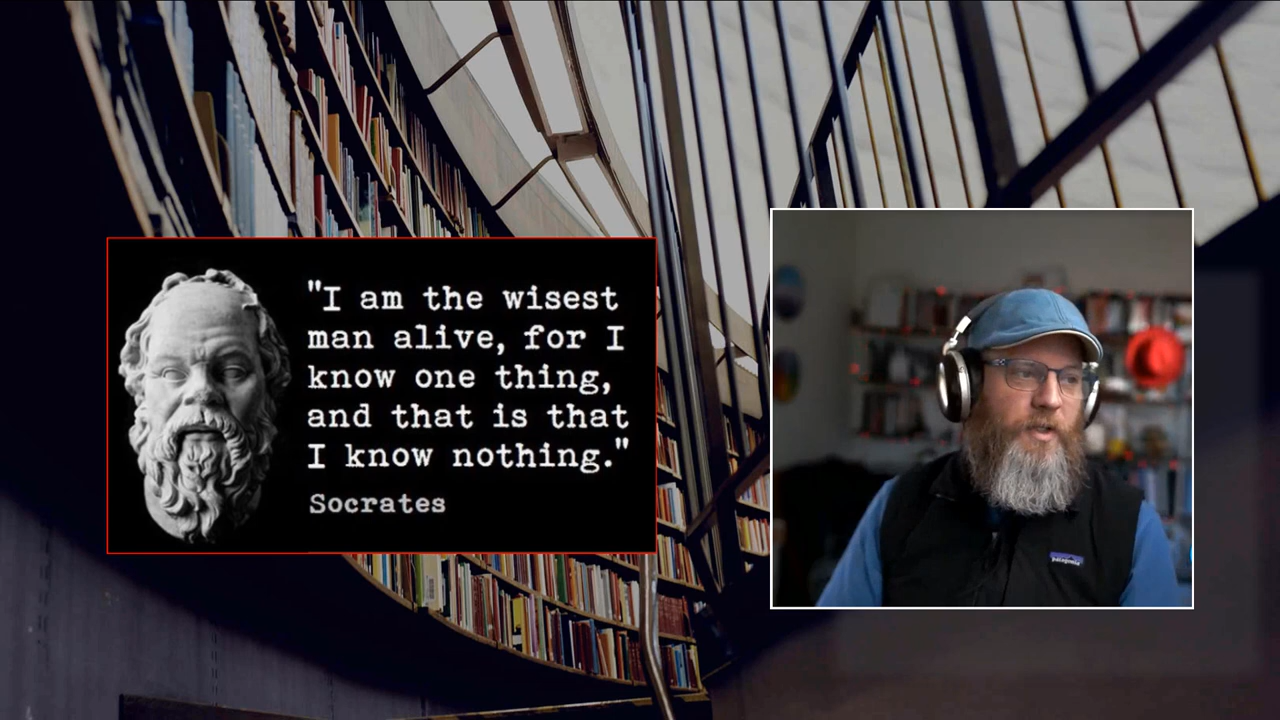 "I am the wisest
man alive, for I
know one thing,
and that is that
I know nothing."
Socrates
patagonia